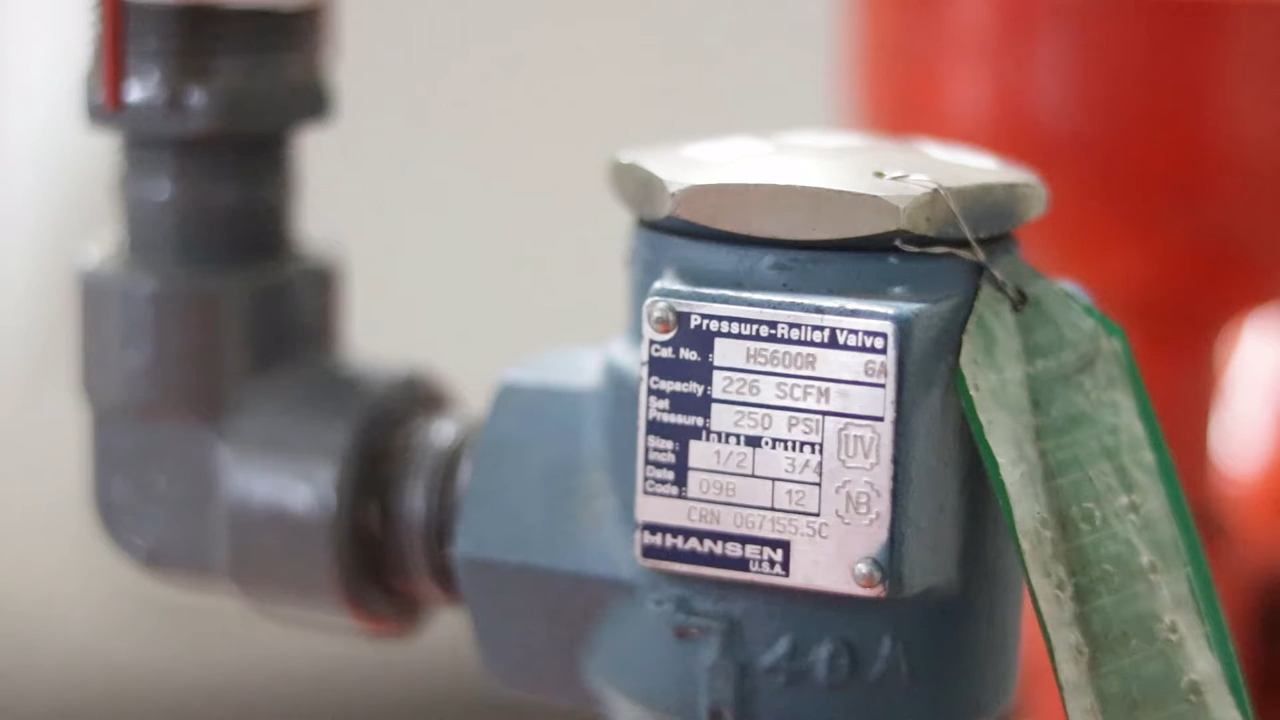 Pressure-Relief Valve
Cat. No. : H5600R 6A
Capacity: 226 SCFM
Set Pressure: 250 PSI
Inlet Outlet
Size: inch 1/2 3/4
Date Code: 09B 12
UV
NB
CRN 0G7155.5C
HANSEN
U.S.A.